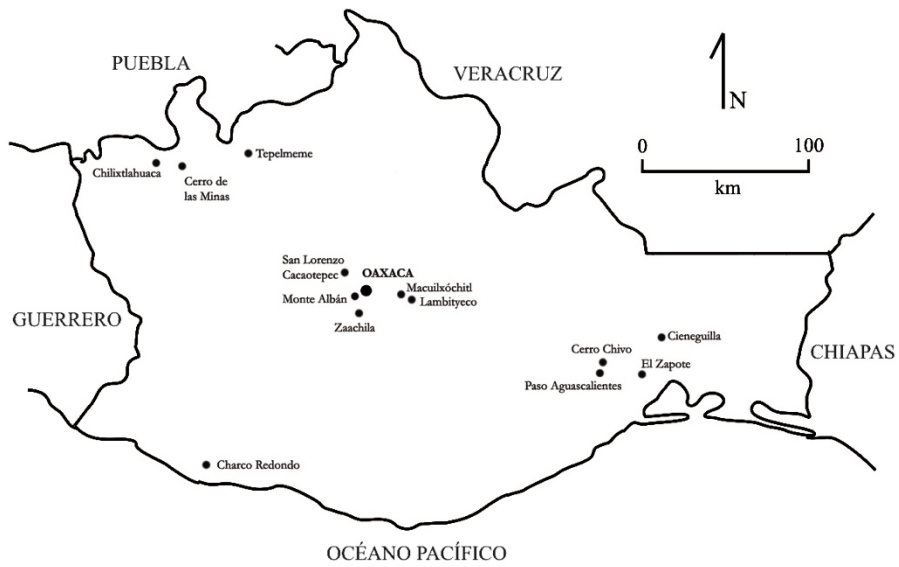 PUEBLA
VERACRUZ
N
0 100
km
Tepelmeme
Chilixtlahuaca
Cerro de
las Minas
San Lorenzo
Cacaotepec
OAXACA
Monte Albán
Macuilxóchitl
Lambityeco
Zaachila
GUERRERO
Cieneguilla
CHIAPAS
Cerro Chivo
El Zapote
Paso Aguascalientes
Charco Redondo
OCÉANO PACÍFICO